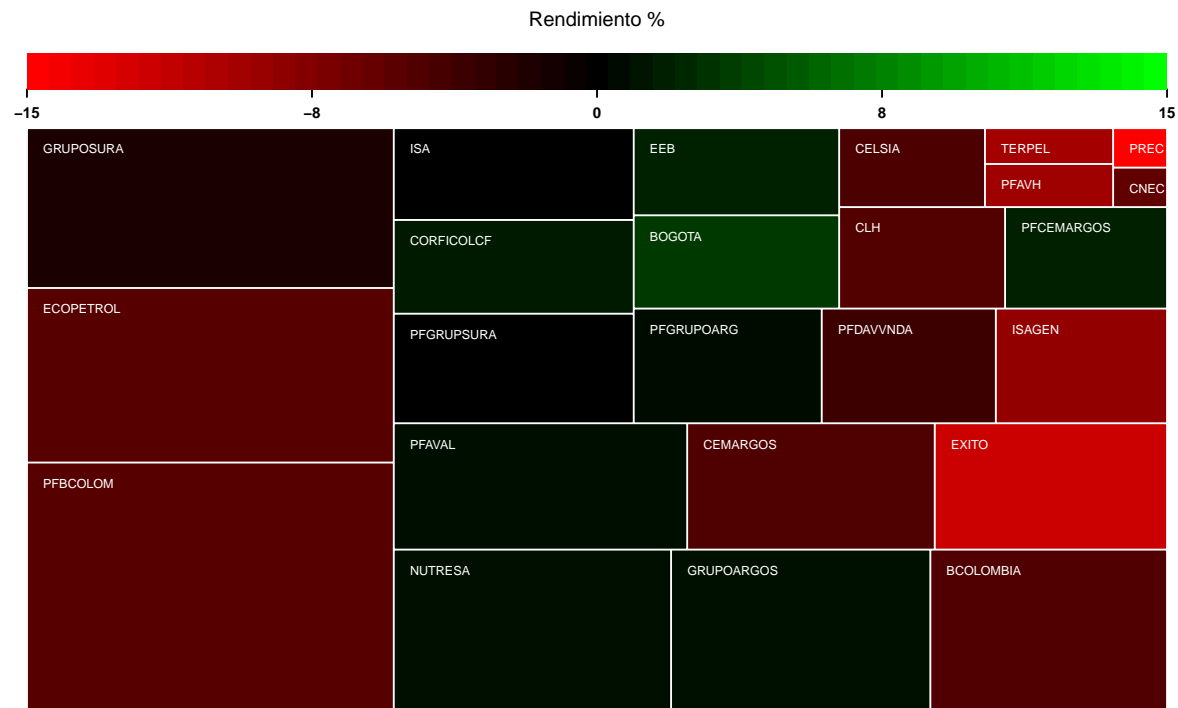 Rendimiento %
−15 −8 0 8 15
GRUPOSURA
ISA
EEB
CELSIA
TERPEL
PREC
PFAVH
CNEC
CORFICOLCF
BOGOTA
CLH
PFCEMARGOS
ECOPETROL
PFGRUPSURA
PFGRUPOARG
PFDAVVNDA
ISAGEN
PFAVAL
CEMARGOS
EXITO
PFBCOLOM
NUTRESA
GRUPOARGOS
BCOLOMBIA